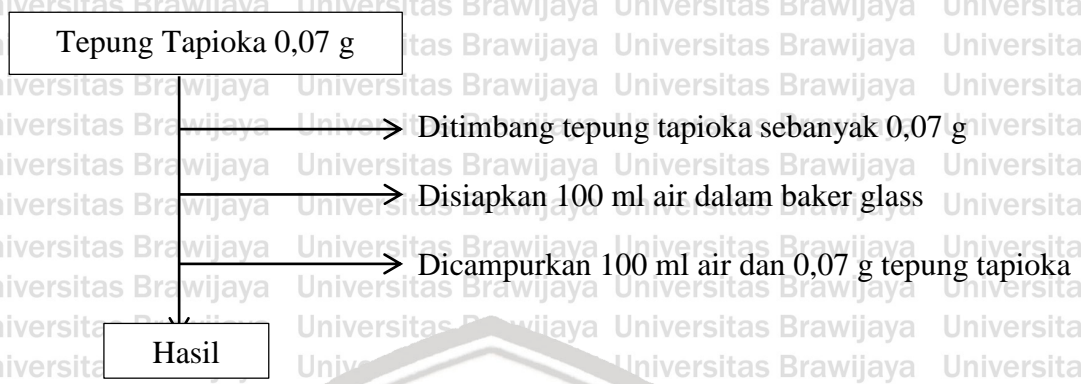 Tepung Tapioka 0,07 g
Ditimbang tepung tapioka sebanyak 0,07 g
Disiapkan 100 ml air dalam baker glass
Dicampurkan 100 ml air dan 0,07 g tepung tapioka
Hasil